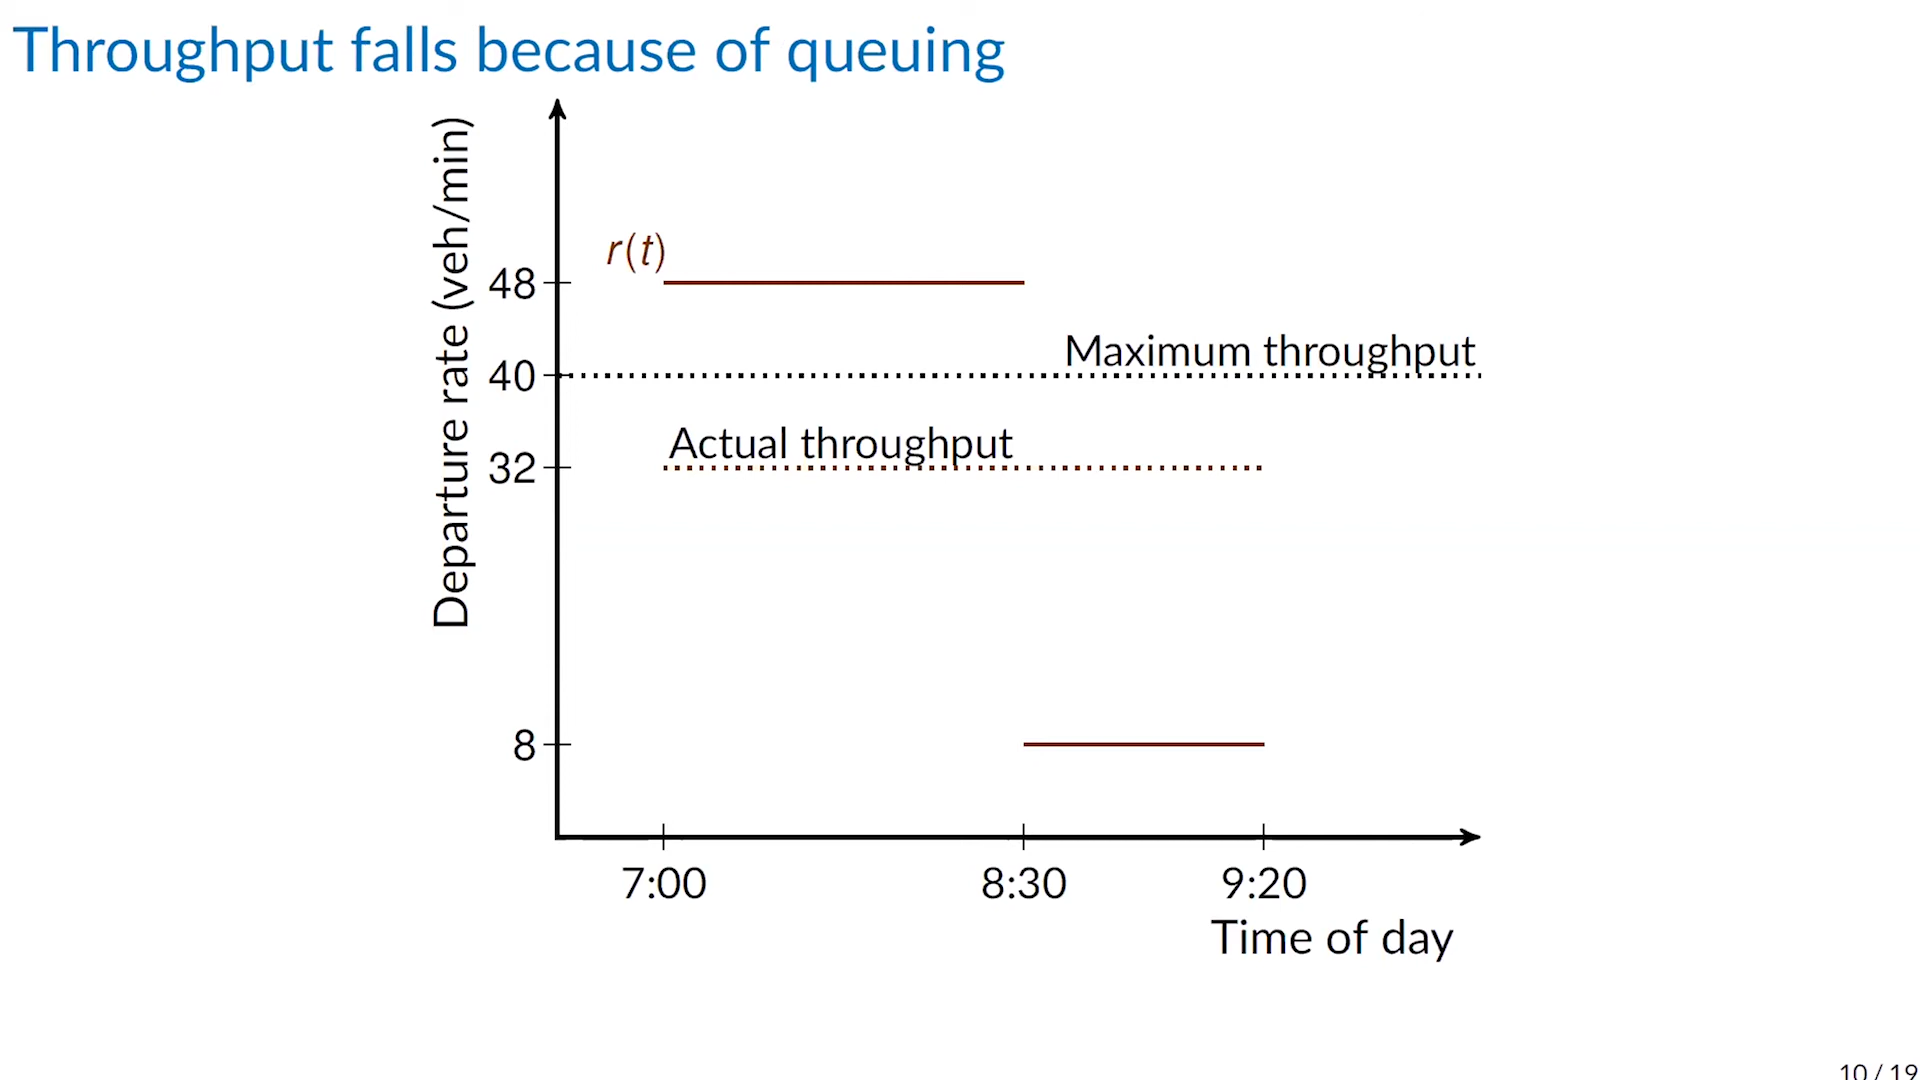 Throughput falls because of queuing
Departure rate (veh/min)
r(t)
48
Maximum throughput
40
Actual throughput
32
8
7:00
8:30
9:20
Time of day
10 / 19